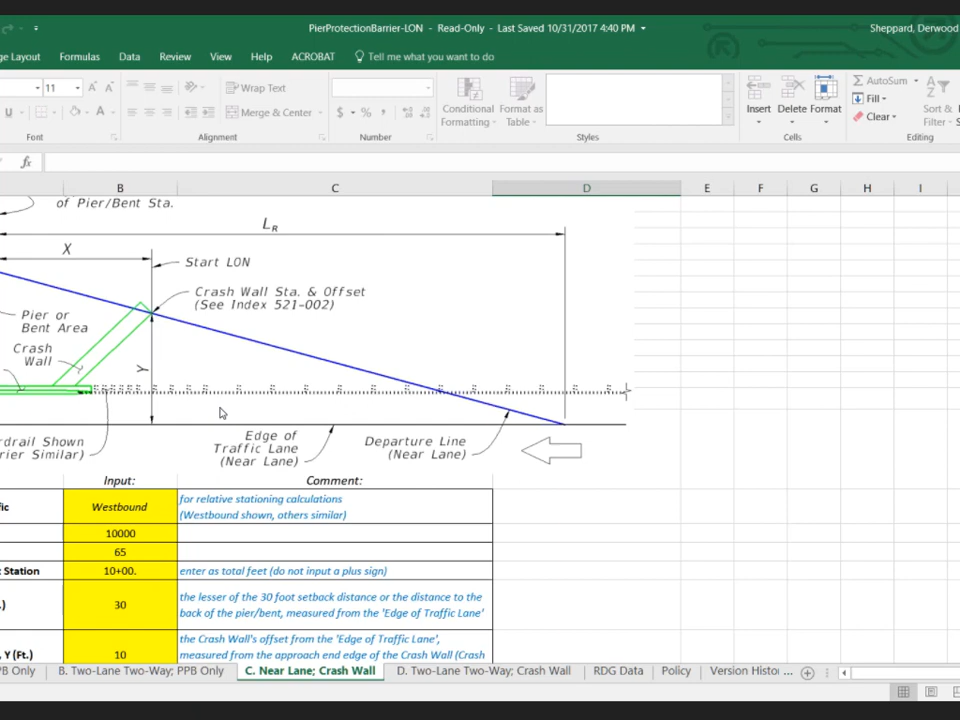 PierProtectionBarrier-LON - Read-Only - Last Saved 10/31/2017 4:40 PM
Sheppard, Derwood
ge Layout Formulas Data Review View Help ACROBAT Tell me what you want to do
11 A A Wrap Text AutoSum
U A Merge & Center $ % Conditional Formatting Format as Table Insert Delete Format Fill Clear Sort & Filter
Font Alignment Number Styles Cells Editing
fx
B C D E F G H I
of Pier/Bent Sta.
LR
X
Start LON
Crash Wall Sta. & Offset
(See Index 521-002)
Pier or
Bent Area
Crash
Wall
Y
rdrail Shown
rier Similar)
Edge of
Traffic Lane
(Near Lane)
Departure Line
(Near Lane)
Input: Comment:
fic Westbound for relative stationing calculations
(Westbound shown, others similar)
10000
65
Station 10+00. enter as total feet (do not input a plus sign)
.) 30 the lesser of the 30 foot setback distance or the distance to the
back of the pier/bent, measured from the 'Edge of Traffic Lane'
, Y (Ft.) 10 the Crash Wall's offset from the 'Edge of Traffic Lane',
measured from the approach end edge of the Crash Wall (Crash
PB Only B. Two-Lane Two-Way; PPB Only C. Near Lane; Crash Wall D. Two-Lane Two-Way; Crash Wall RDG Data Policy Version Histo ...